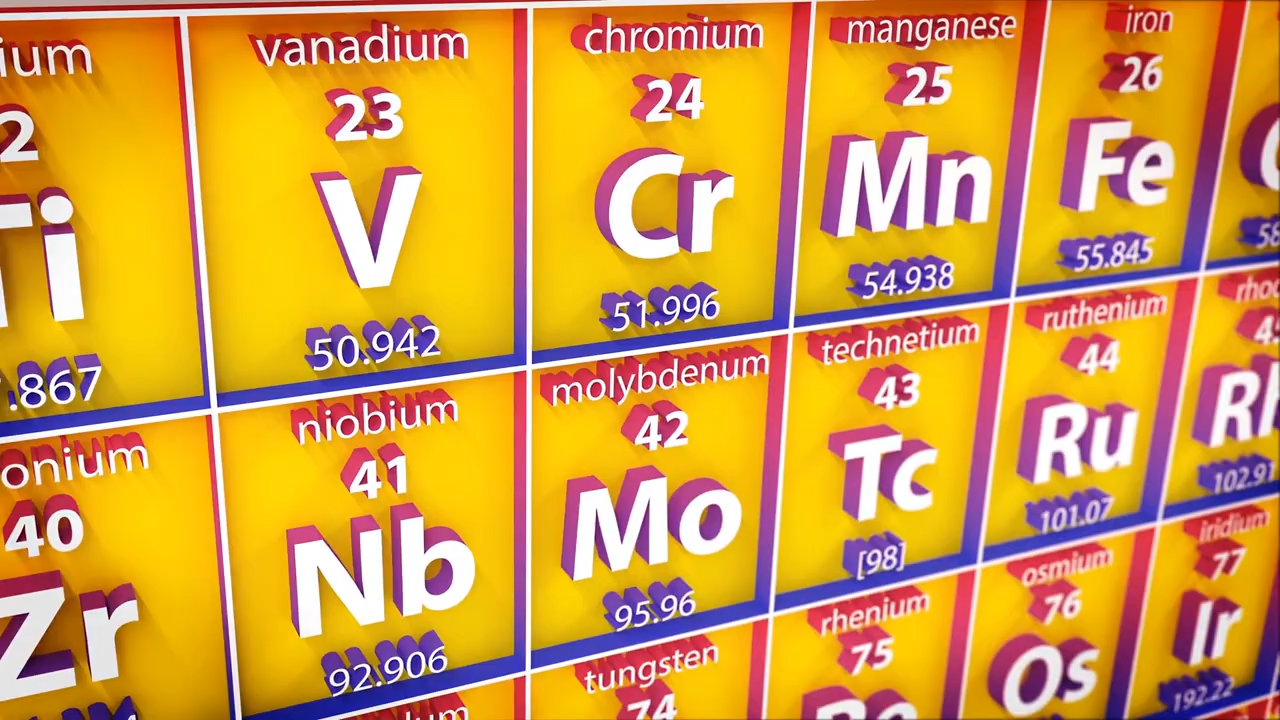 vanadium
23
V
50.942
chromium
24
Cr
51.996
manganese
25
Mn
54.938
iron
26
Fe
55.845
Ti
.867
niobium
41
Nb
92.906
molybdenum
42
Mo
95.96
technetium
43
Tc
[98]
ruthenium
44
Ru
101.07
102.91
40
Zr
tungsten
74
rhenium
75
osmium
76
Os
iridium
77
Ir
192.22